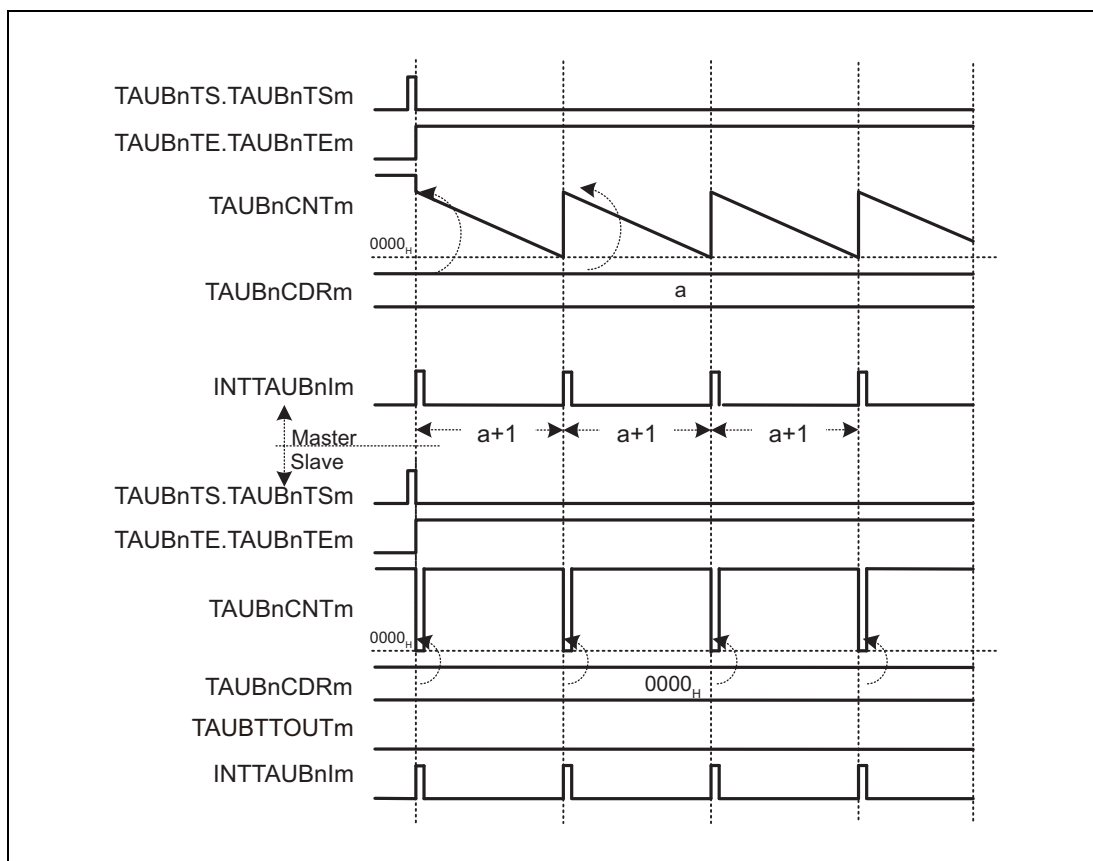 TAUBnTS.TAUBnTSm
TAUBnTE.TAUBnTEm
TAUBnCNTm
0000H
TAUBnCDRm
a
INTTAUBnIm
a+1 a+1 a+1
Master
Slave
TAUBnTS.TAUBnTSm
TAUBnTE.TAUBnTEm
TAUBnCNTm
0000H
TAUBnCDRm
0000H
TAUBTTOUTm
INTTAUBnIm